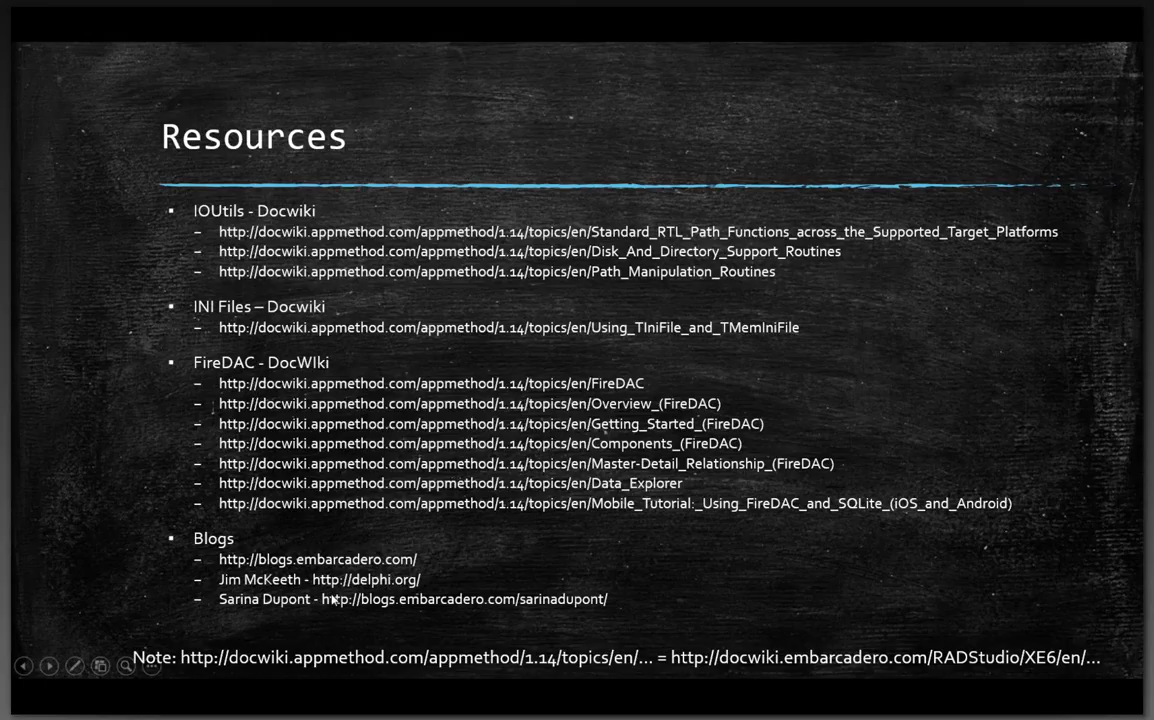 Resources
▪ IOUtils - Docwiki
– http://docwiki.appmethod.com/appmethod/1.14/topics/en/Standard_RTL_Path_Functions_across_the_Supported_Target_Platforms
– http://docwiki.appmethod.com/appmethod/1.14/topics/en/Disk_And_Directory_Support_Routines
– http://docwiki.appmethod.com/appmethod/1.14/topics/en/Path_Manipulation_Routines
▪ INI Files – Docwiki
– http://docwiki.appmethod.com/appmethod/1.14/topics/en/Using_TIniFile_and_TMemIniFile
▪ FireDAC - DocWIki
– http://docwiki.appmethod.com/appmethod/1.14/topics/en/FireDAC
– http://docwiki.appmethod.com/appmethod/1.14/topics/en/Overview_(FireDAC)
– http://docwiki.appmethod.com/appmethod/1.14/topics/en/Getting_Started_(FireDAC)
– http://docwiki.appmethod.com/appmethod/1.14/topics/en/Components_(FireDAC)
– http://docwiki.appmethod.com/appmethod/1.14/topics/en/Master-Detail_Relationship_(FireDAC)
– http://docwiki.appmethod.com/appmethod/1.14/topics/en/Data_Explorer
– http://docwiki.appmethod.com/appmethod/1.14/topics/en/Mobile_Tutorial:_Using_FireDAC_and_SQLite_(iOS_and_Android)
▪ Blogs
– http://blogs.embarcadero.com/
– Jim McKeeth - http://delphi.org/
– Sarina Dupont - http://blogs.embarcadero.com/sarinadupont/
Note: http://docwiki.appmethod.com/appmethod/1.14/topics/en/... = http://docwiki.embarcadero.com/RADStudio/XE6/en/...